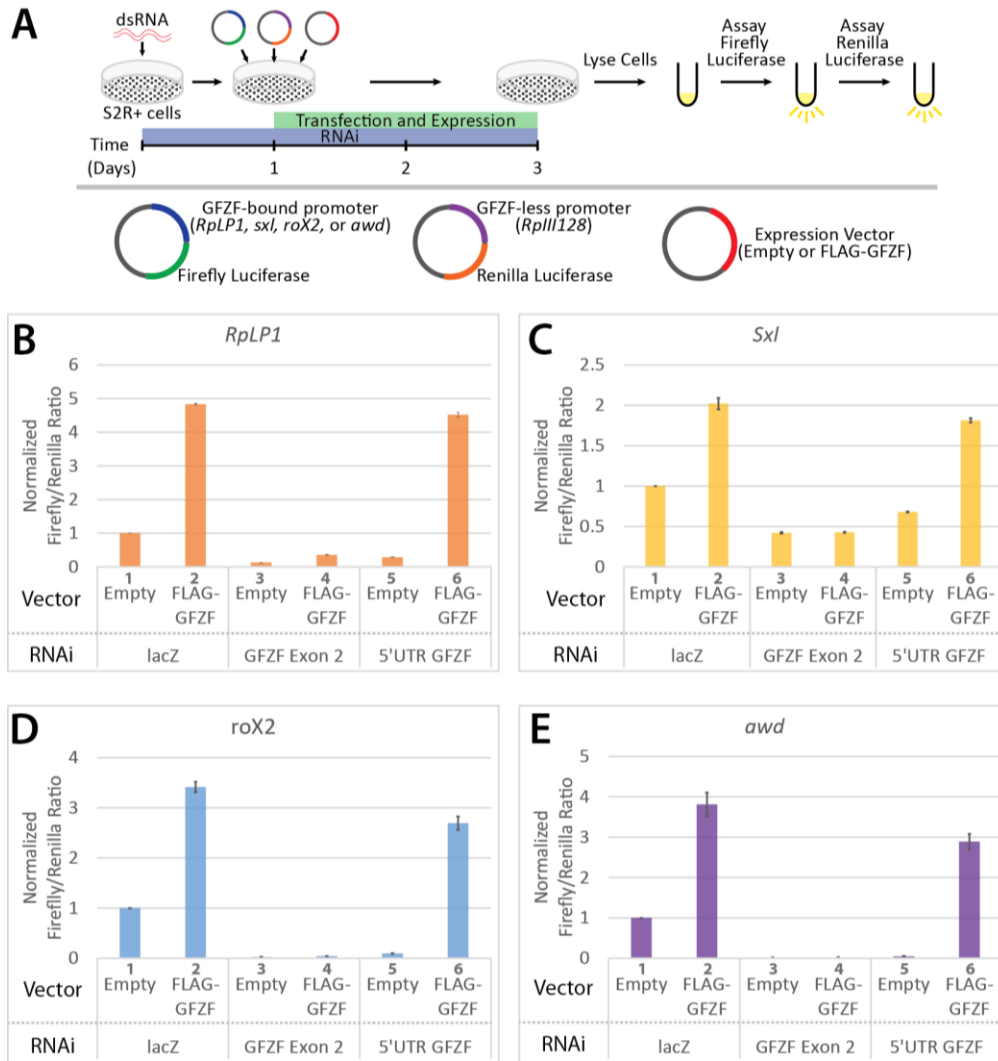 A
dsRNA
S2R+ cells
Lyse Cells
Assay
Firefly
Luciferase
Assay
Renilla
Luciferase
Transfection and Expression
RNAi
Time
(Days)
1
2
3
GFZF-bound promoter
(RpLP1, sxl, roX2, or awd)
Firefly Luciferase
GFZF-less promoter
(RpIII128)
Renilla Luciferase
Expression Vector
(Empty or FLAG-GFZF)
B
RpLP1
Normalized
Firefly/Renilla Ratio
6
5
4
3
2
1
0
1 2 3 4 5 6
Vector Empty FLAG- Empty FLAG- Empty FLAG-
GFZF GFZF GFZF
RNAi lacZ GFZF Exon 2 5'UTR GFZF
C
Sxl
Normalized
Firefly/Renilla Ratio
2.5
2
1.5
1
0.5
0
1 2 3 4 5 6
Vector Empty FLAG- Empty FLAG- Empty FLAG-
GFZF GFZF GFZF
RNAi lacZ GFZF Exon 2 5'UTR GFZF
D
roX2
Normalized
Fireflly/Renilla Ratio
4
3
2
1
0
1 2 3 4 5 6
Vector Empty FLAG- Empty FLAG- Empty FLAG-
GFZF GFZF GFZF
RNAi lacZ GFZF Exon 2 5'UTR GFZF
E
awd
Normalized
Firefly/Renilla Ratio
5
4
3
2
1
0
1 2 3 4 5 6
Vector Empty FLAG- Empty FLAG- Empty FLAG-
GFZF GFZF GFZF
RNAi lacZ GFZF Exon 2 5'UTR GFZF